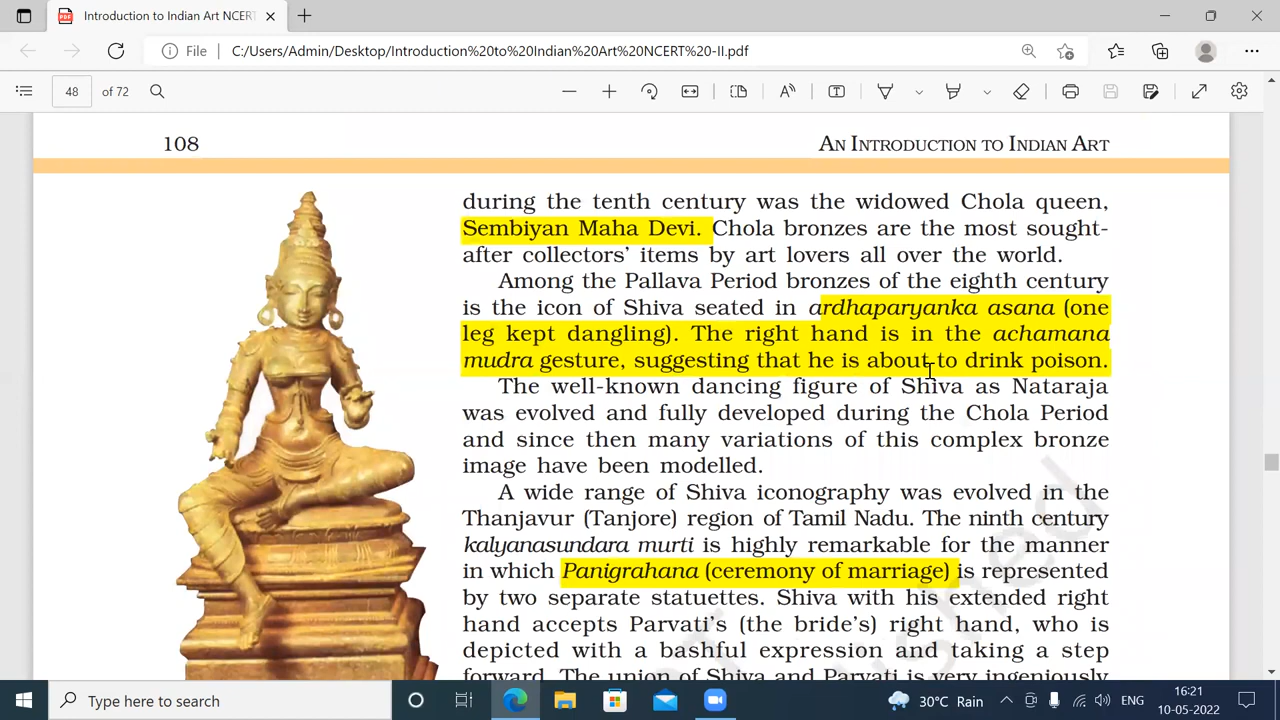 Introduction to Indian Art NCERT
File
C:/Users/Admin/Desktop/Introduction%20to%20Indian%20Art%20NCERT%20-II.pdf
48 of 72
108
AN INTRODUCTION TO INDIAN ART
during the tenth century was the widowed Chola queen,
Sembiyan Maha Devi. Chola bronzes are the most sought-
after collectors' items by art lovers all over the world.
Among the Pallava Period bronzes of the eighth century
is the icon of Shiva seated in ardhaparyanka asana (one
leg kept dangling). The right hand is in the achamana
mudra gesture, suggesting that he is about to drink poison.
The well-known dancing figure of Shiva as Nataraja
was evolved and fully developed during the Chola Period
and since then many variations of this complex bronze
image have been modelled.
A wide range of Shiva iconography was evolved in the
Thanjavur (Tanjore) region of Tamil Nadu. The ninth century
kalyanasundara murti is highly remarkable for the manner
in which Panigrahana (ceremony of marriage) is represented
by two separate statuettes. Shiva with his extended right
hand accepts Parvati's (the bride's) right hand, who is
depicted with a bashful expression and taking a step
forward. The union of Shiva and Parvati is very ingeniously
Type here to search
30°C Rain
ENG
16:21
10-05-2022